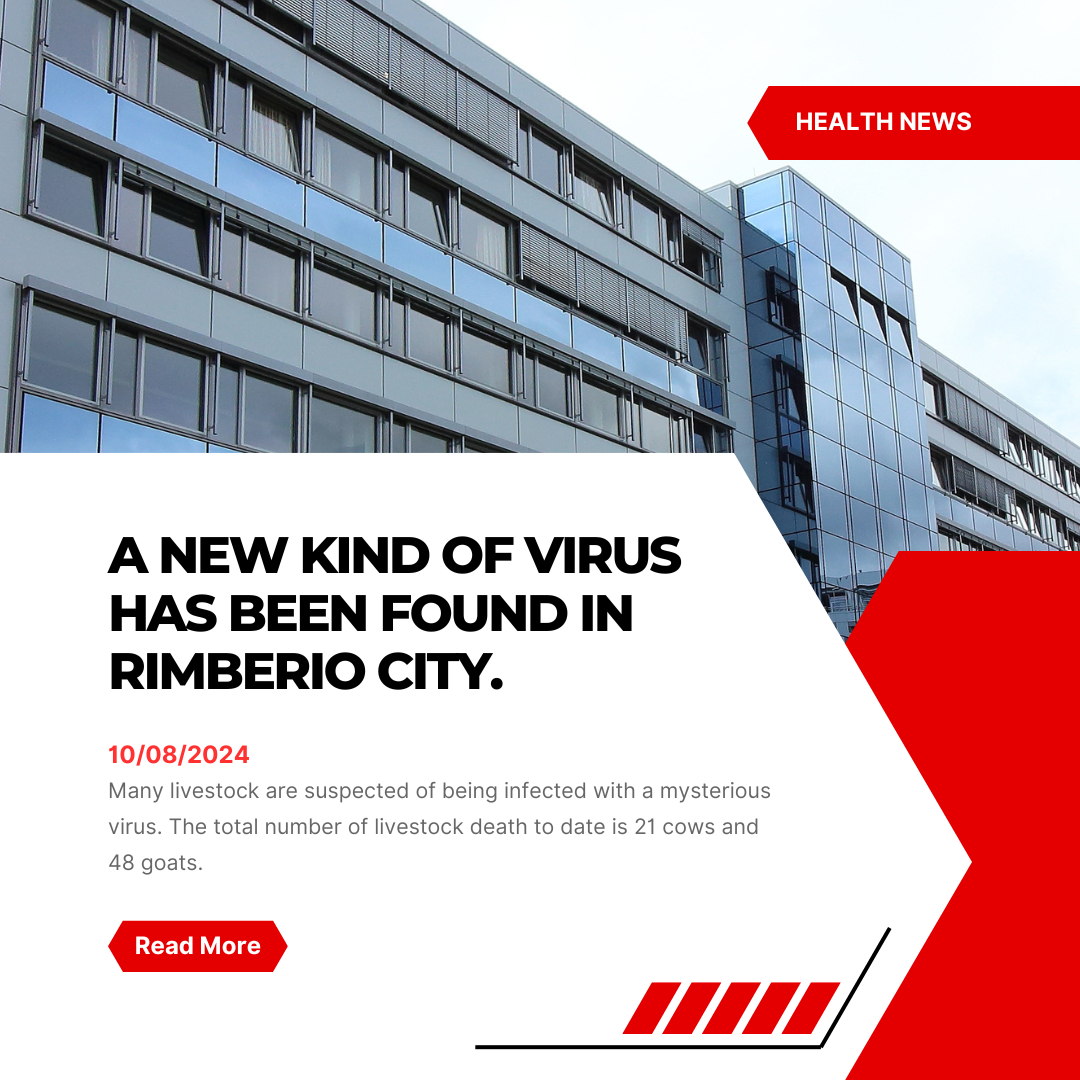 HEALTH NEWS
A NEW KIND OF VIRUS
HAS BEEN FOUND IN
RIMBERIO CITY.
10/08/2024
Many livestock are suspected of being infected with a mysterious
virus. The total number of livestock death to date is 21 cows and
48 goats.
Read More